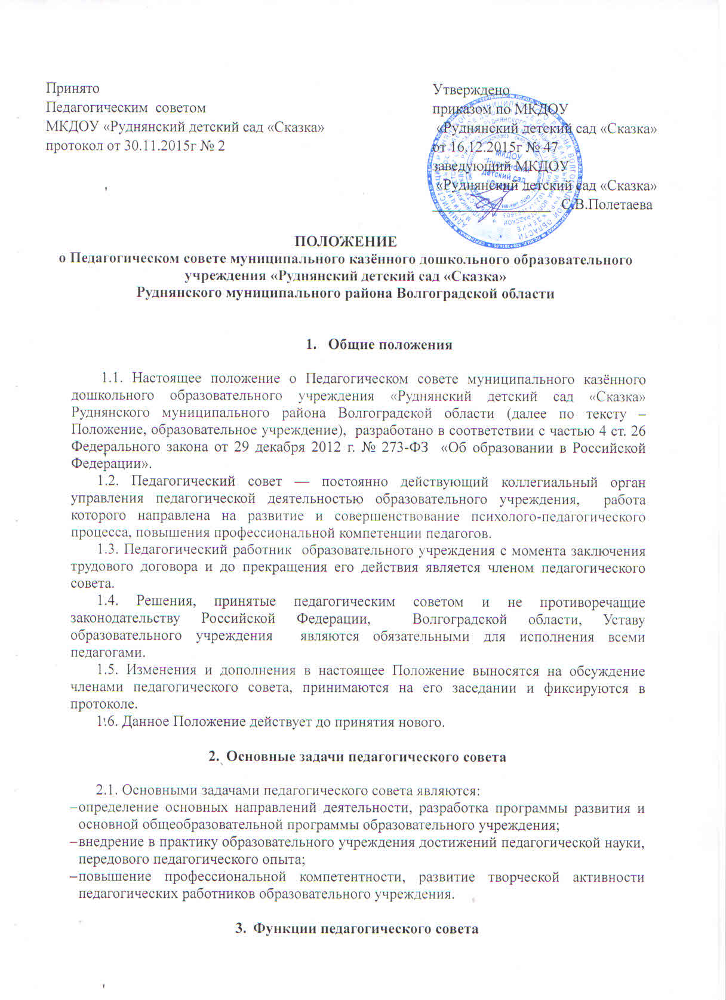 Принято
Педагогическим советом
МКДОУ «Руднянский детский сад «Сказка»
протокол от 30.11.2015г № 2
Утверждено
приказом по МКДОУ
«Руднянский детский сад «Сказка»
от 16.12.2015г № 47
заведующий МКДОУ
«Руднянский детский сад «Сказка»
С.В.Полетаева
МКДОУ
"Руднянский
детский сад
ПОЛОЖЕНИЕ
о Педагогическом совете муниципального казённого дошкольного образовательного
учреждения «Руднянский детский сад «Сказка»
Руднянского муниципального района Волгоградской области
1. Общие положения
1.1. Настоящее положение о Педагогическом совете муниципального казённого
дошкольного образовательного учреждения «Руднянский детский сад «Сказка»
Руднянского муниципального района Волгоградской области (далее по тексту –
Положение, образовательное учреждение), разработано в соответствии с частью 4 ст. 26
Федерального закона от 29 декабря 2012 г. № 273-ФЗ «Об образовании в Российской
Федерации».
1.2. Педагогический совет — постоянно действующий коллегиальный орган
управления педагогической деятельностью образовательного учреждения, работа
которого направлена на развитие и совершенствование психолого-педагогического
процесса, повышения профессиональной компетенции педагогов.
1.3. Педагогический работник образовательного учреждения с момента заключения
трудового договора и до прекращения его действия является членом педагогического
совета.
1.4. Решения, принятые педагогическим советом и не противоречащие
законодательству Российской Федерации, Волгоградской области, Уставу
образовательного учреждения являются обязательными для исполнения всеми
педагогами.
1.5. Изменения и дополнения в настоящее Положение выносятся на обсуждение
членами педагогического совета, принимаются на его заседании и фиксируются в
протоколе.
1.6. Данное Положение действует до принятия нового.
2. Основные задачи педагогического совета
2.1. Основными задачами педагогического совета являются:
–определение основных направлений деятельности, разработка программы развития и
основной общеобразовательной программы образовательного учреждения;
–внедрение в практику образовательного учреждения достижений педагогической науки,
передового педагогического опыта;
–повышение профессиональной компетентности, развитие творческой активности
педагогических работников образовательного учреждения.
3. Функции педагогического совета